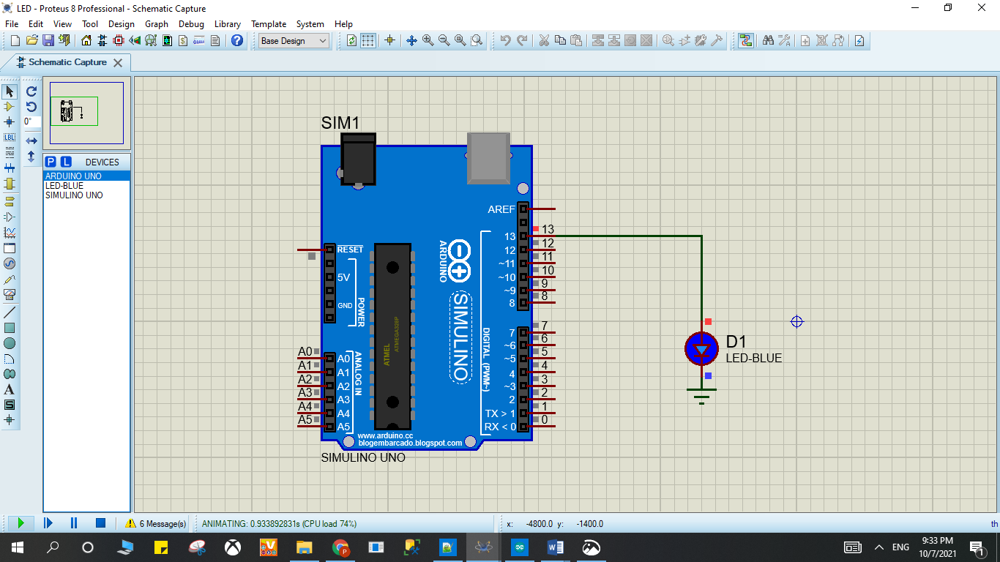 LED - Proteus 8 Professional - Schematic Capture
File Edit View Tool Design Graph Debug Library Template System Help
Base Design
Schematic Capture
0°
LBL
P L DEVICES
ARDUINO UNO
LED-BLUE
SIMULINO UNO
A
S
SIM1
AREF
13 13
12 12
~11 11
~10 10
~9 9
8 8
RESET
5V
GND
POWER
ARDUINO
SIMULINO
ATMEL
ATMEGA328P
DIGITAL (PWM~)
7 7
~6 6
~5 5
4 4
~3 3
2 2
TX > 1 1
RX < 0 0
ANALOG IN
A0 A0
A1 A1
A2 A2
A3 A3
A4 A4
A5 A5
www.arduino.cc
blogembarcado.blogspot.com
SIMULINO UNO
D1
LED-BLUE
6 Message(s)
ANIMATING: 0.933892831s (CPU load 74%)
x: -4800.0 y: -1400.0
th
ENG
9:33 PM
10/7/2021
1